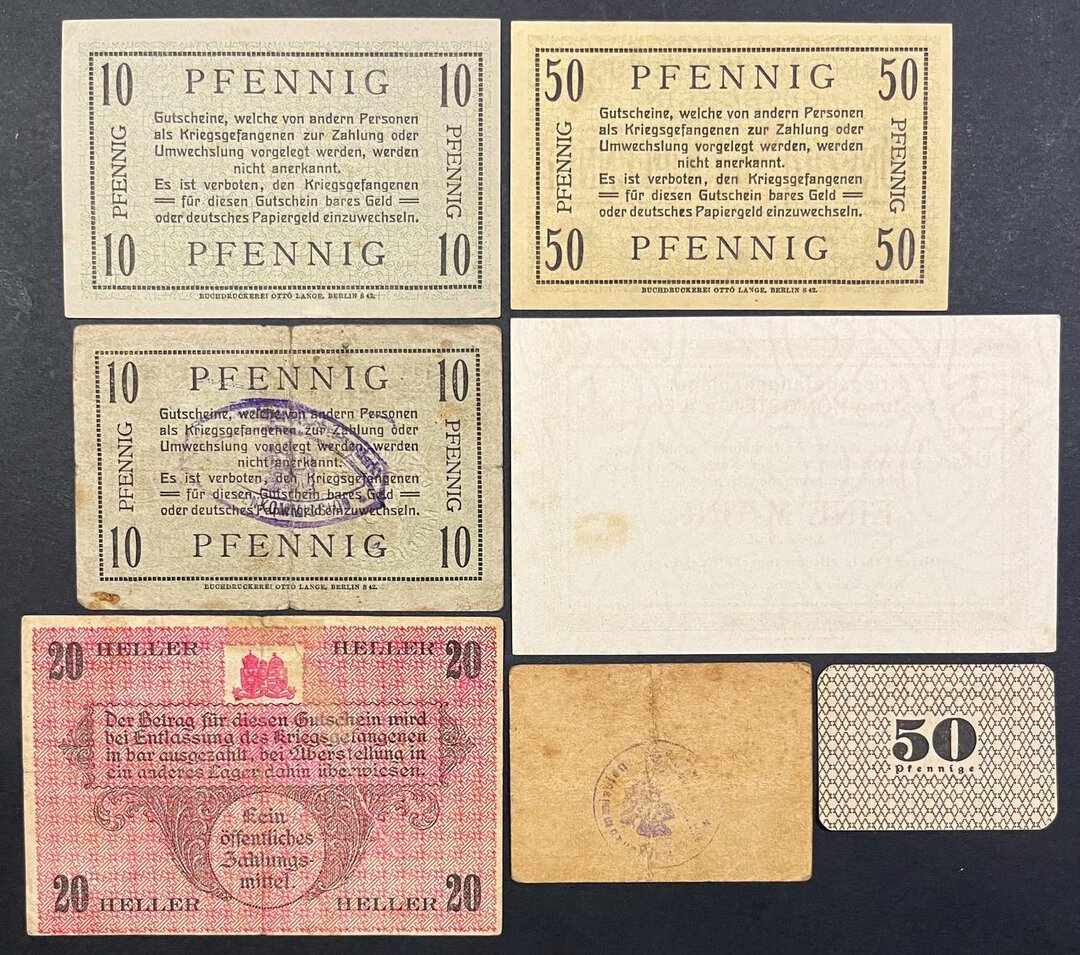 10 PFENNIG 10
Gutscheine, welche von andern Personen
als Kriegsgefangenen zur Zahlung oder
Umwechslung vorgelegt werden, werden
nicht anerkannt.
Es ist verboten, den Kriegsgefangenen
für diesen Gutschein bares Geld
oder deutsches Papiergeld einzuwechseln.
PFENNIG
PFENNIG
10 PFENNIG 10
BUCHDRUCKEREI OTTO LANGE, BERLIN S 42.
50 PFENNIG 50
Gutscheine, welche von andern Personen
als Kriegsgefangenen zur Zahlung oder
Umwechslung vorgelegt werden, werden
nicht anerkannt.
Es ist verboten, den Kriegsgefangenen
für diesen Gutschein bares Geld
oder deutsches Papiergeld einzuwechseln.
PFENNIG
PFENNIG
50 PFENNIG 50
BUCHDRUCKEREI OTTO LANGE, BERLIN S 42.
10 PFENNIG 10
Gutscheine, welche von andern Personen
als Kriegsgefangenen zur Zahlung oder
Umwechslung vorgelegt werden, werden
nicht anerkannt.
Es ist verboten, den Kriegsgefangenen
für diesen Gutschein bares Geld
oder deutsches Papiergeld einzuwechseln.
PFENNIG
PFENNIG
10 PFENNIG 10
BUCHDRUCKEREI OTTO LANGE, BERLIN S 42.
20 HELLER HELLER 20
Der Betrag für diesen Gutschein wird
bei Entlassung des Kriegsgefangenen
in bar ausgezahlt, bei Überstellung in
ein anderes Lager dahin überwiesen.
Kein
öffentliches
Zahlungs-
mittel.
20 HELLER HELLER 20
50
Pfennige